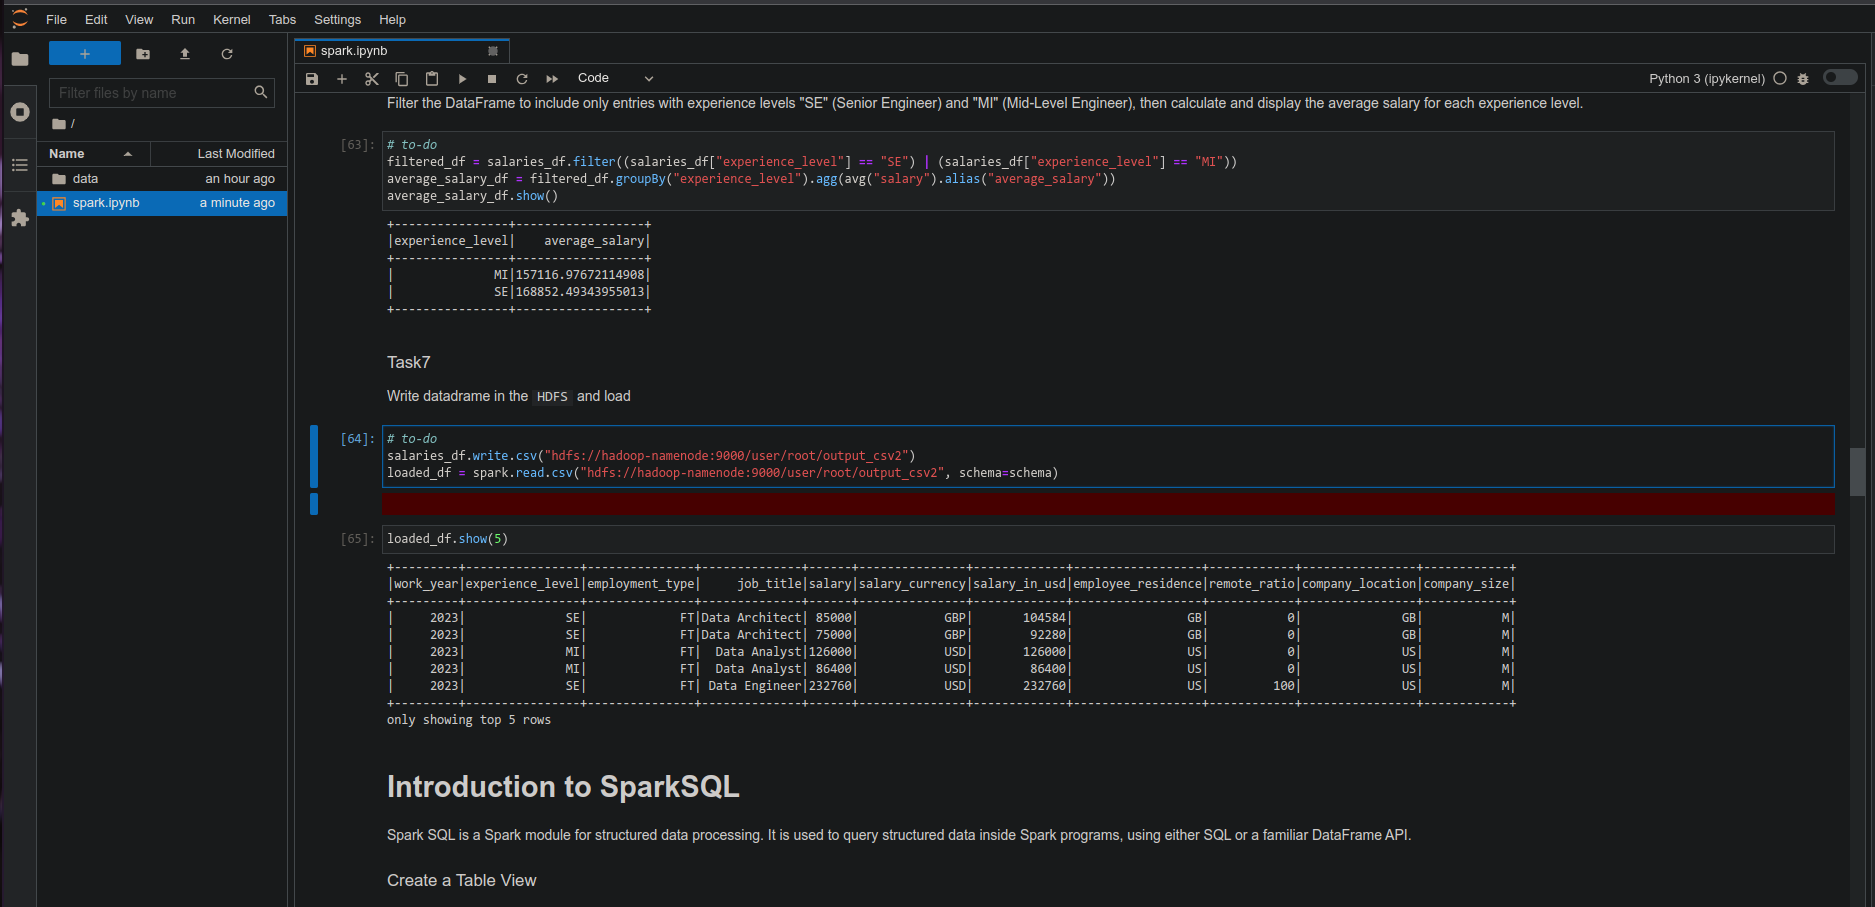 File Edit View Run Kernel Tabs Settings Help
spark.ipynb
Filter files by name
/
Name Last Modified
data an hour ago
spark.ipynb a minute ago
Code
Python 3 (ipykernel)
Filter the DataFrame to include only entries with experience levels "SE" (Senior Engineer) and "MI" (Mid-Level Engineer), then calculate and display the average salary for each experience level.
[63]:
# to-do
filtered_df = salaries_df.filter((salaries_df["experience_level"] == "SE") | (salaries_df["experience_level"] == "MI"))
average_salary_df = filtered_df.groupBy("experience_level").agg(avg("salary").alias("average_salary"))
average_salary_df.show()
+----------------+------------------+
|experience_level|    average_salary|
+----------------+------------------+
|              MI|157116.97672114908|
|              SE|168852.49343955013|
+----------------+------------------+
Task7
Write datadrame in the HDFS and load
[64]:
# to-do
salaries_df.write.csv("hdfs://hadoop-namenode:9000/user/root/output_csv2")
loaded_df = spark.read.csv("hdfs://hadoop-namenode:9000/user/root/output_csv2", schema=schema)
[65]:
loaded_df.show(5)
+---------+----------------+---------------+--------------+------+---------------+-------------+------------------+------------+----------------+------------+
|work_year|experience_level|employment_type|     job_title|salary|salary_currency|salary_in_usd|employee_residence|remote_ratio|company_location|company_size|
+---------+----------------+---------------+--------------+------+---------------+-------------+------------------+------------+----------------+------------+
|     2023|              SE|             FT|Data Architect| 85000|            GBP|       104584|                GB|           0|              GB|           M|
|     2023|              SE|             FT|Data Architect| 75000|            GBP|        92280|                GB|           0|              GB|           M|
|     2023|              MI|             FT|  Data Analyst|126000|            USD|       126000|                US|           0|              US|           M|
|     2023|              MI|             FT|  Data Analyst| 86400|            USD|        86400|                US|           0|              US|           M|
|     2023|              SE|             FT| Data Engineer|232760|            USD|       232760|                US|         100|              US|           M|
+---------+----------------+---------------+--------------+------+---------------+-------------+------------------+------------+----------------+------------+
only showing top 5 rows
Introduction to SparkSQL
Spark SQL is a Spark module for structured data processing. It is used to query structured data inside Spark programs, using either SQL or a familiar DataFrame API.
Create a Table View